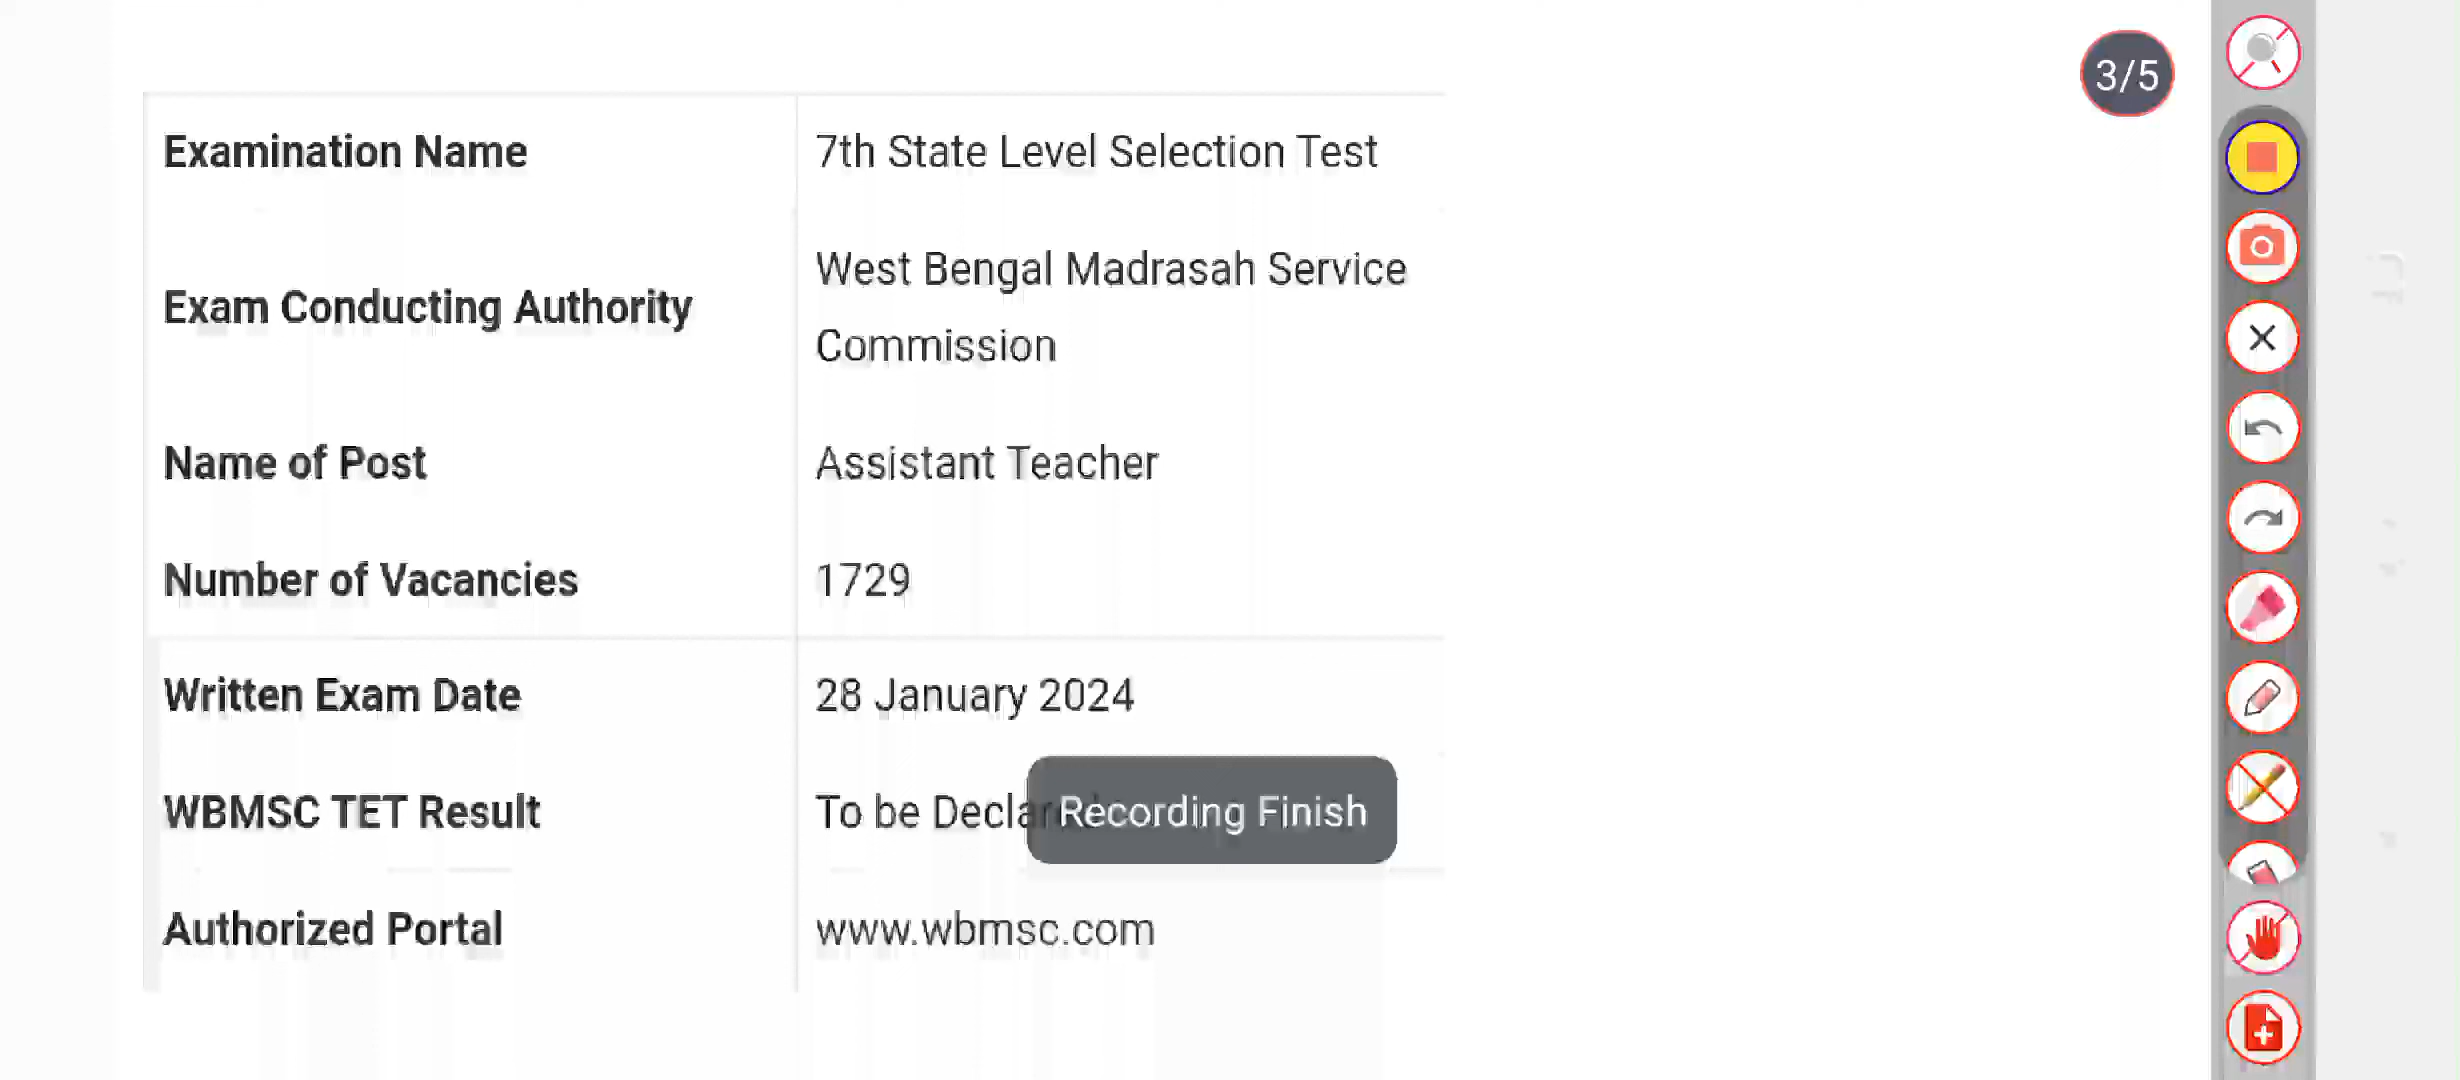 3/5
Examination Name 7th State Level Selection Test
Exam Conducting Authority West Bengal Madrasah Service
Commission
Name of Post Assistant Teacher
Number of Vacancies 1729
Written Exam Date 28 January 2024
WBMSC TET Result To be Decla
Recording Finish
Authorized Portal www.wbmsc.com